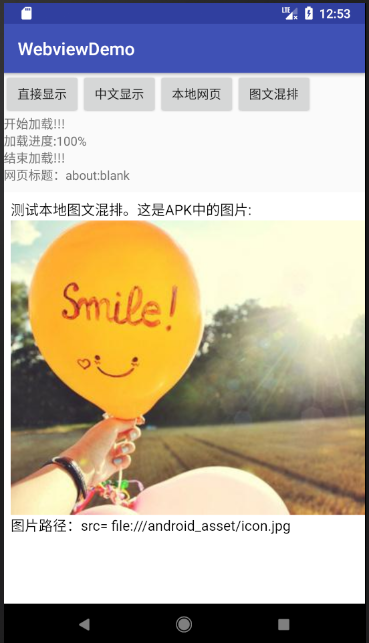 LTE 12:53
WebviewDemo
直接显示 中文显示 本地网页 图文混排
开始加载!!!
加载进度:100%
结束加载!!!
网页标题：about:blank
测试本地图文混排。这是APK中的图片:
Smile!
图片路径：src= file:///android_asset/icon.jpg